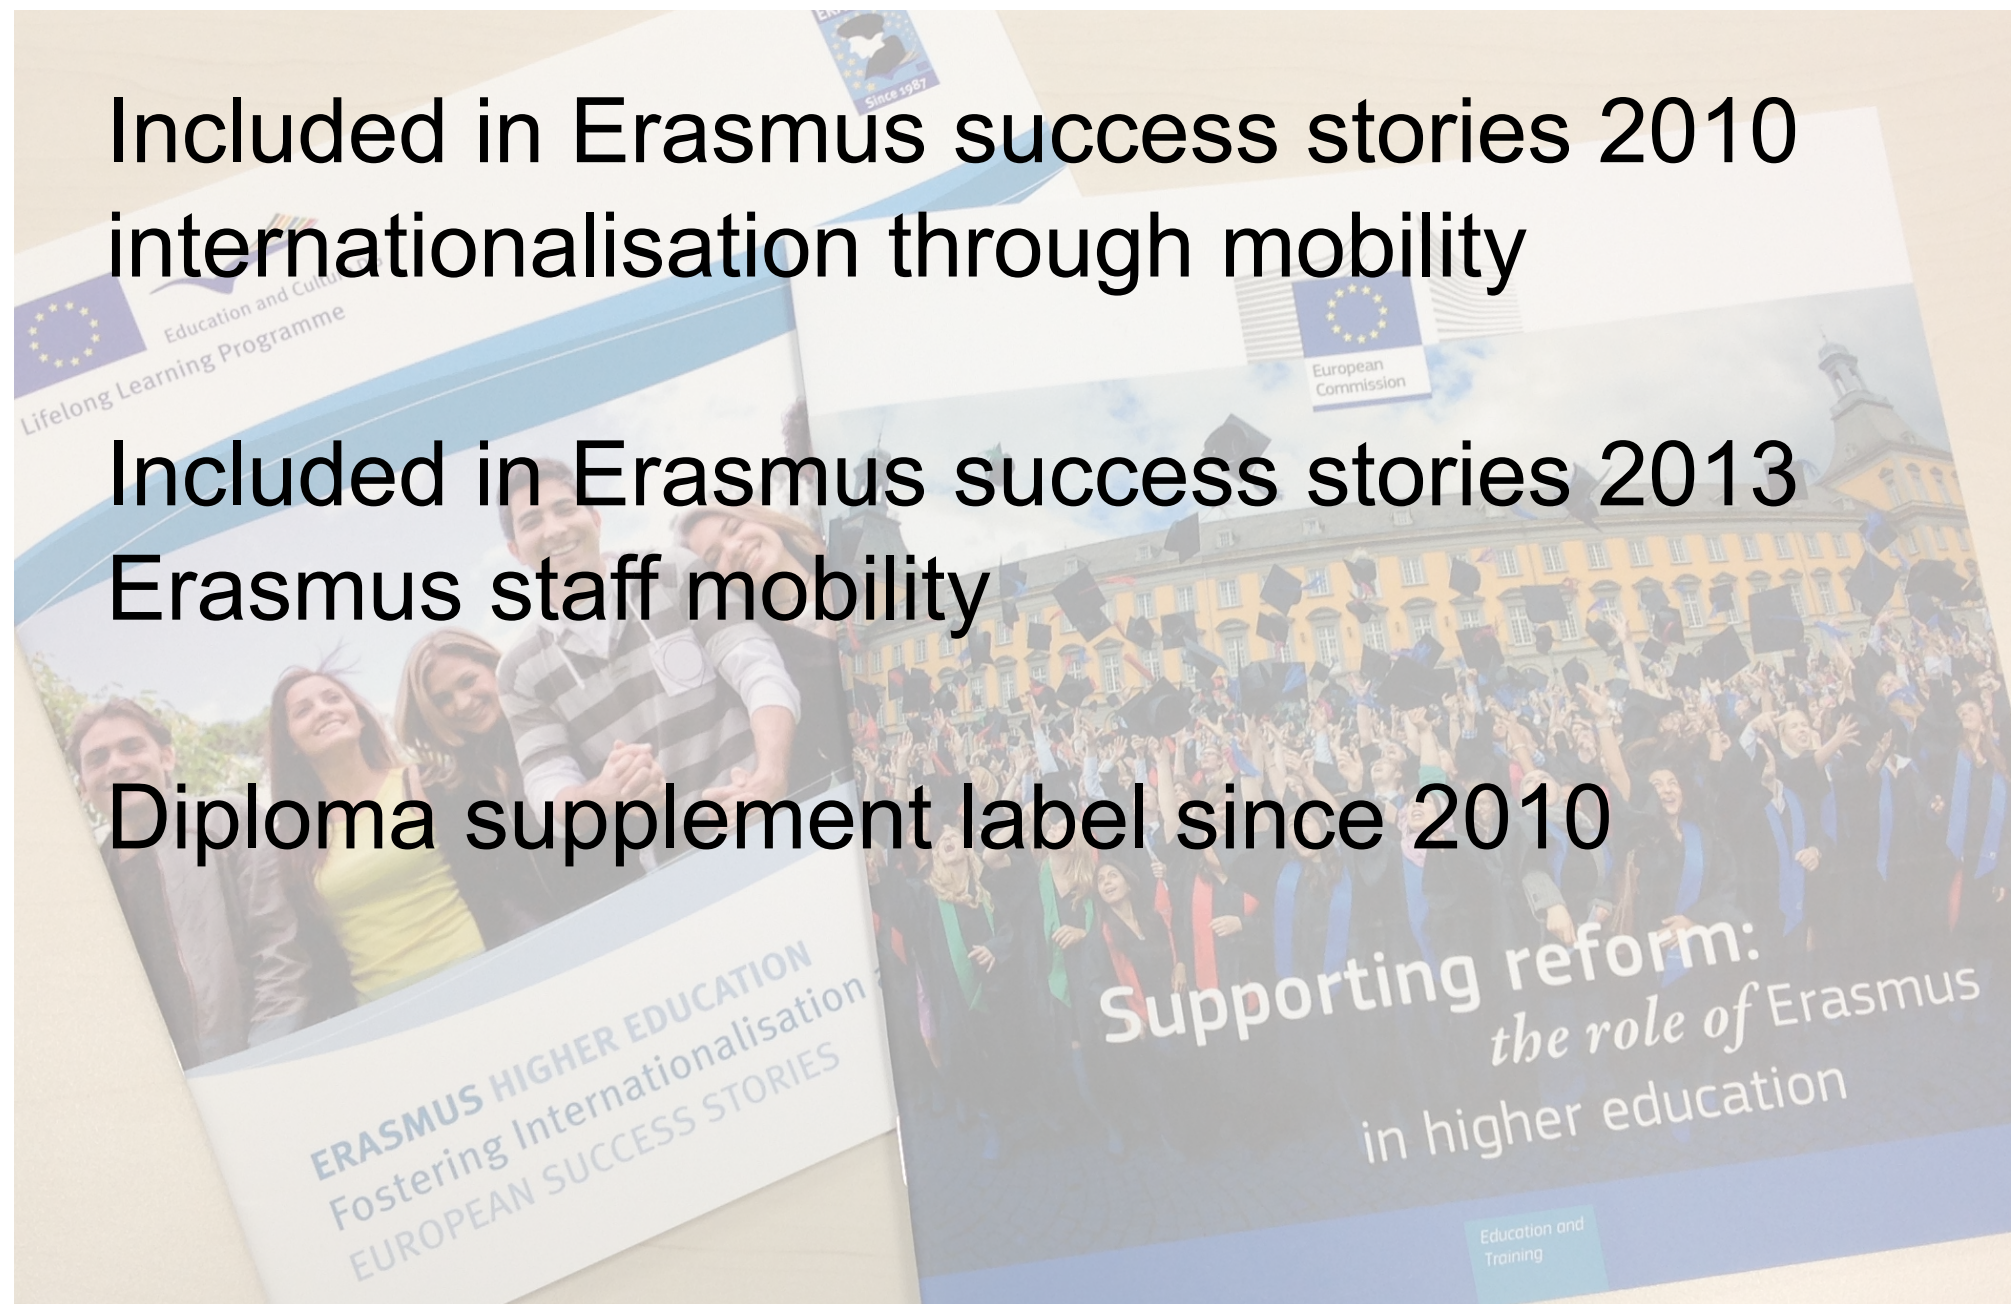 Included in Erasmus success stories 2010
internationalisation through mobility
Included in Erasmus success stories 2013
Erasmus staff mobility
Diploma supplement label since 2010
Since 1987
Education and Culture
Lifelong Learning Programme
ERASMUS HIGHER EDUCATION
Fostering Internationalisation
EUROPEAN SUCCESS STORIES
European
Commission
Supporting reform:
the role of Erasmus
in higher education
Education and
Training